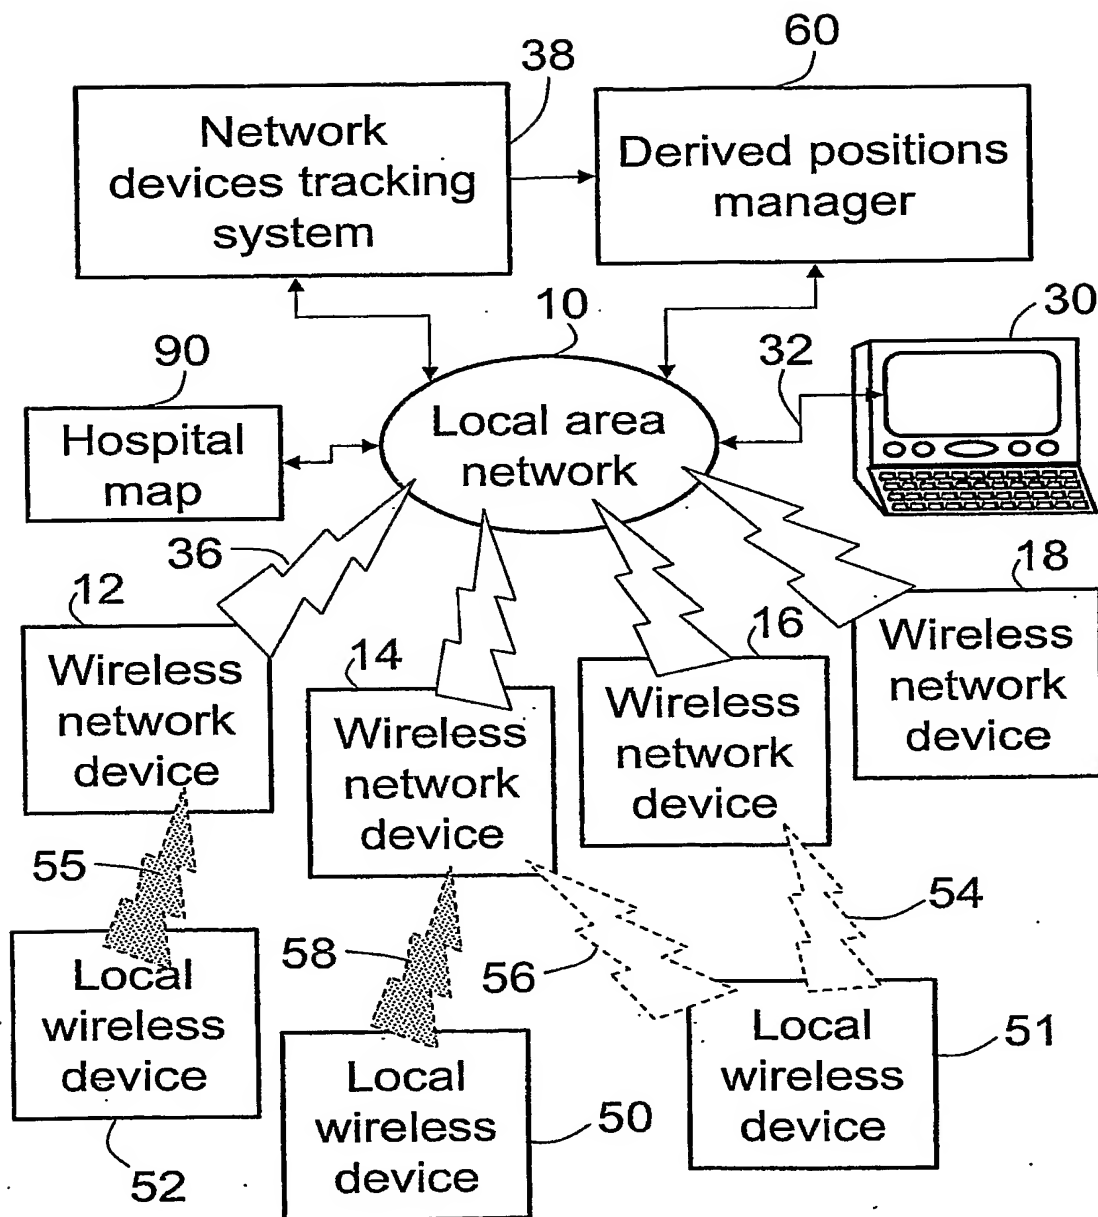 38
60
Network
devices tracking
system
Derived positions
manager
10
30
32
90
Hospital
map
Local area
network
36
12
18
14
16
Wireless
network
device
Wireless
network
device
Wireless
network
device
Wireless
network
device
55
58
56
54
Local
wireless
device
52
Local
wireless
device
50
Local
wireless
device
51